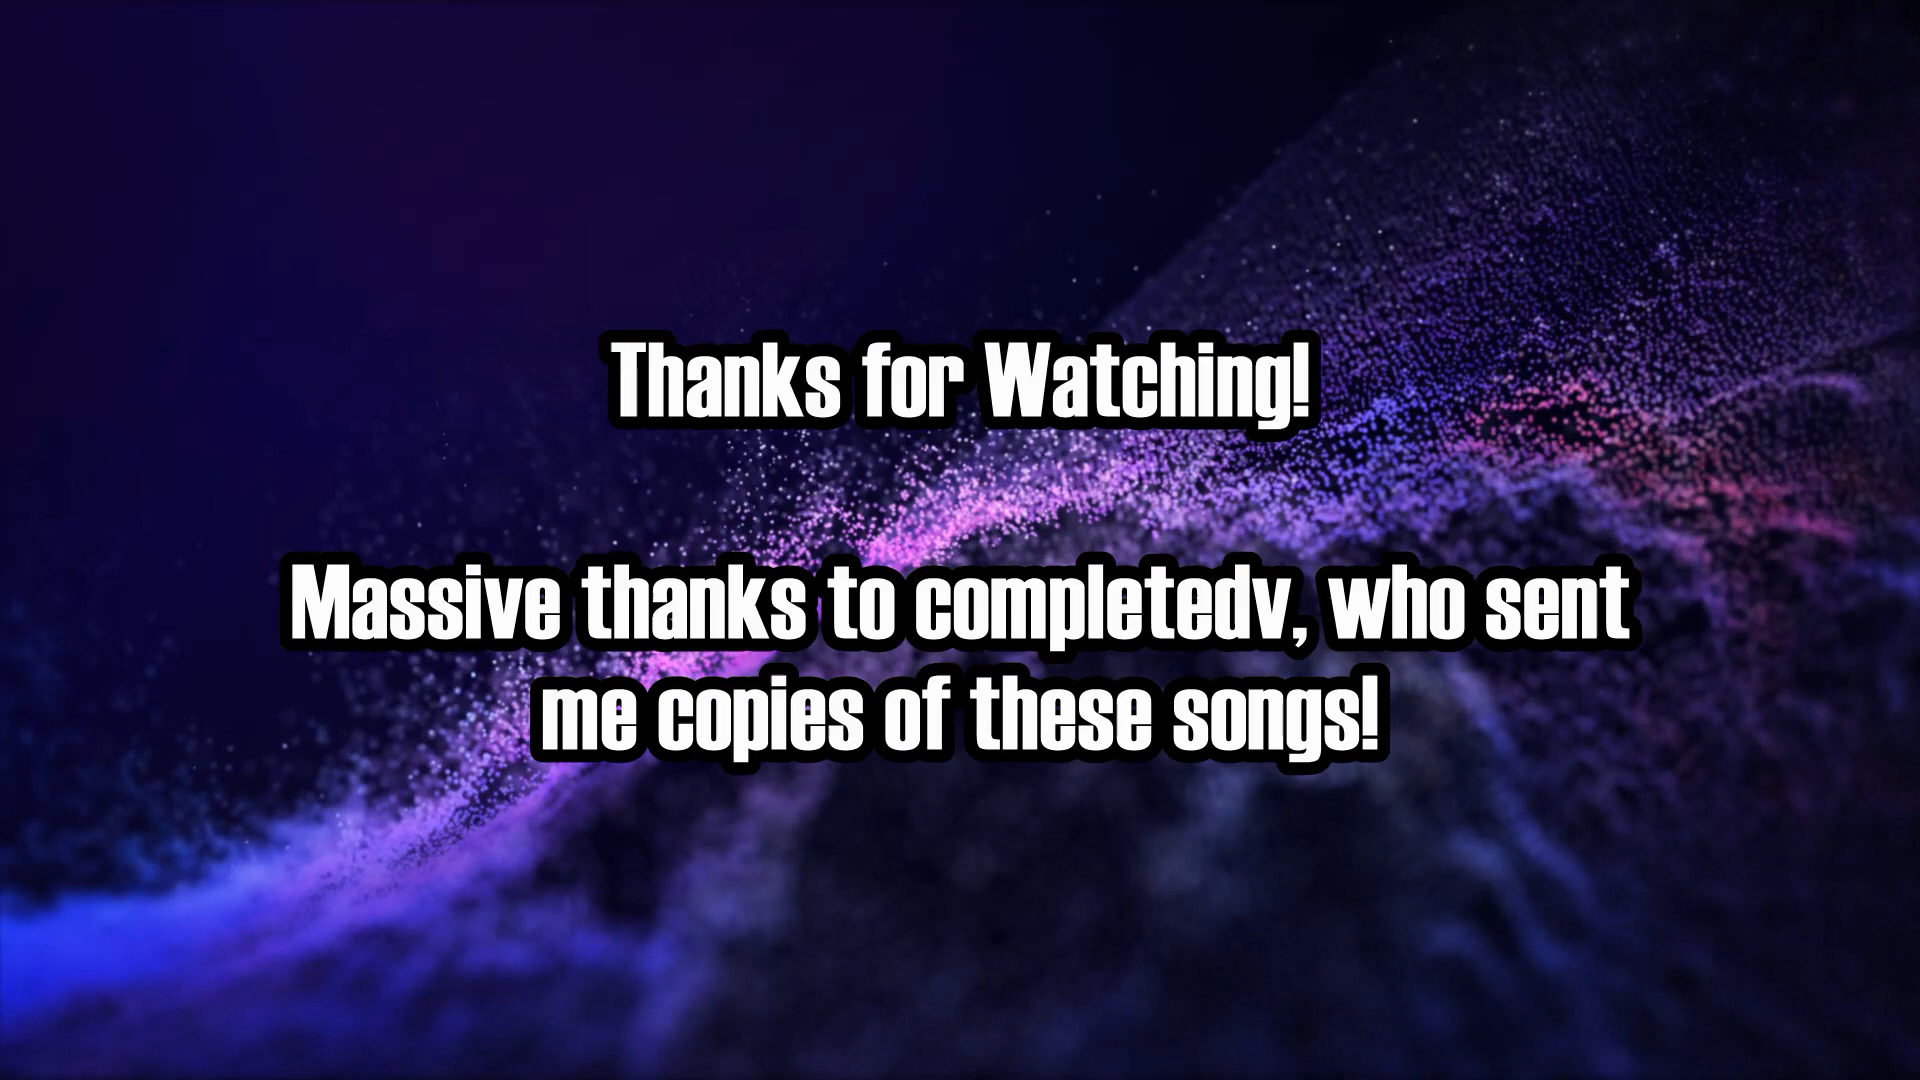 Thanks for Watching!
Massive thanks to completedv, who sent
me copies of these songs!